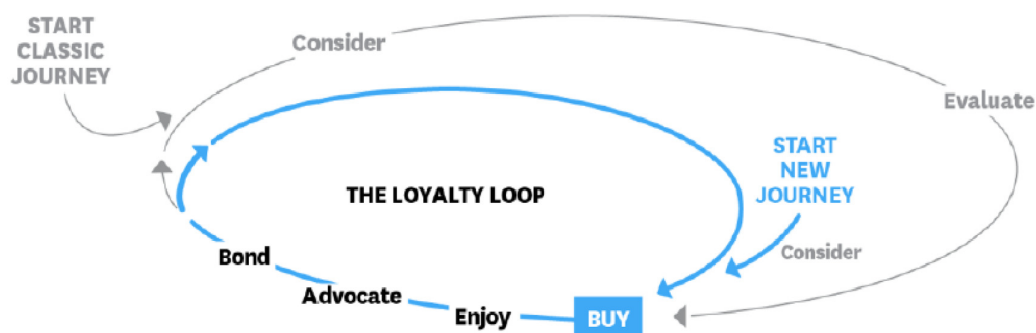 START
CLASSIC
JOURNEY
Consider
Evaluate
START
NEW
JOURNEY
THE LOYALTY LOOP
Consider
Bond
Advocate
Enjoy
BUY